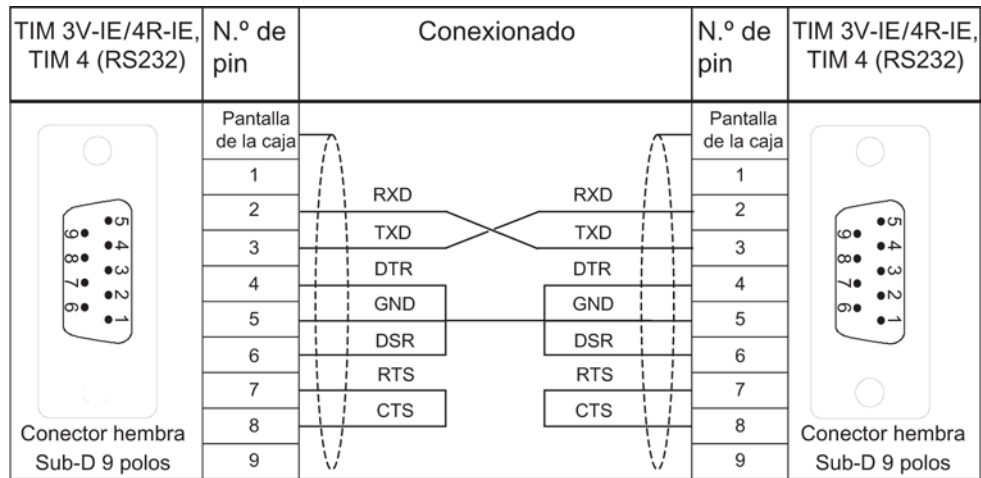 TIM 3V-IE/4R-IE,
TIM 4 (RS232)
N.º de
pin
Conexionado
N.º de
pin
TIM 3V-IE/4R-IE,
TIM 4 (RS232)
Pantalla
de la caja
Pantalla
de la caja
1
1
RXD
RXD
2
2
TXD
TXD
3
3
DTR
DTR
4
4
GND
GND
5
5
DSR
DSR
6
6
RTS
RTS
7
7
CTS
CTS
8
8
9
9
5
9
4
8
3
7
2
6
1
5
9
4
8
3
7
2
6
1
Conector hembra
Sub-D 9 polos
Conector hembra
Sub-D 9 polos